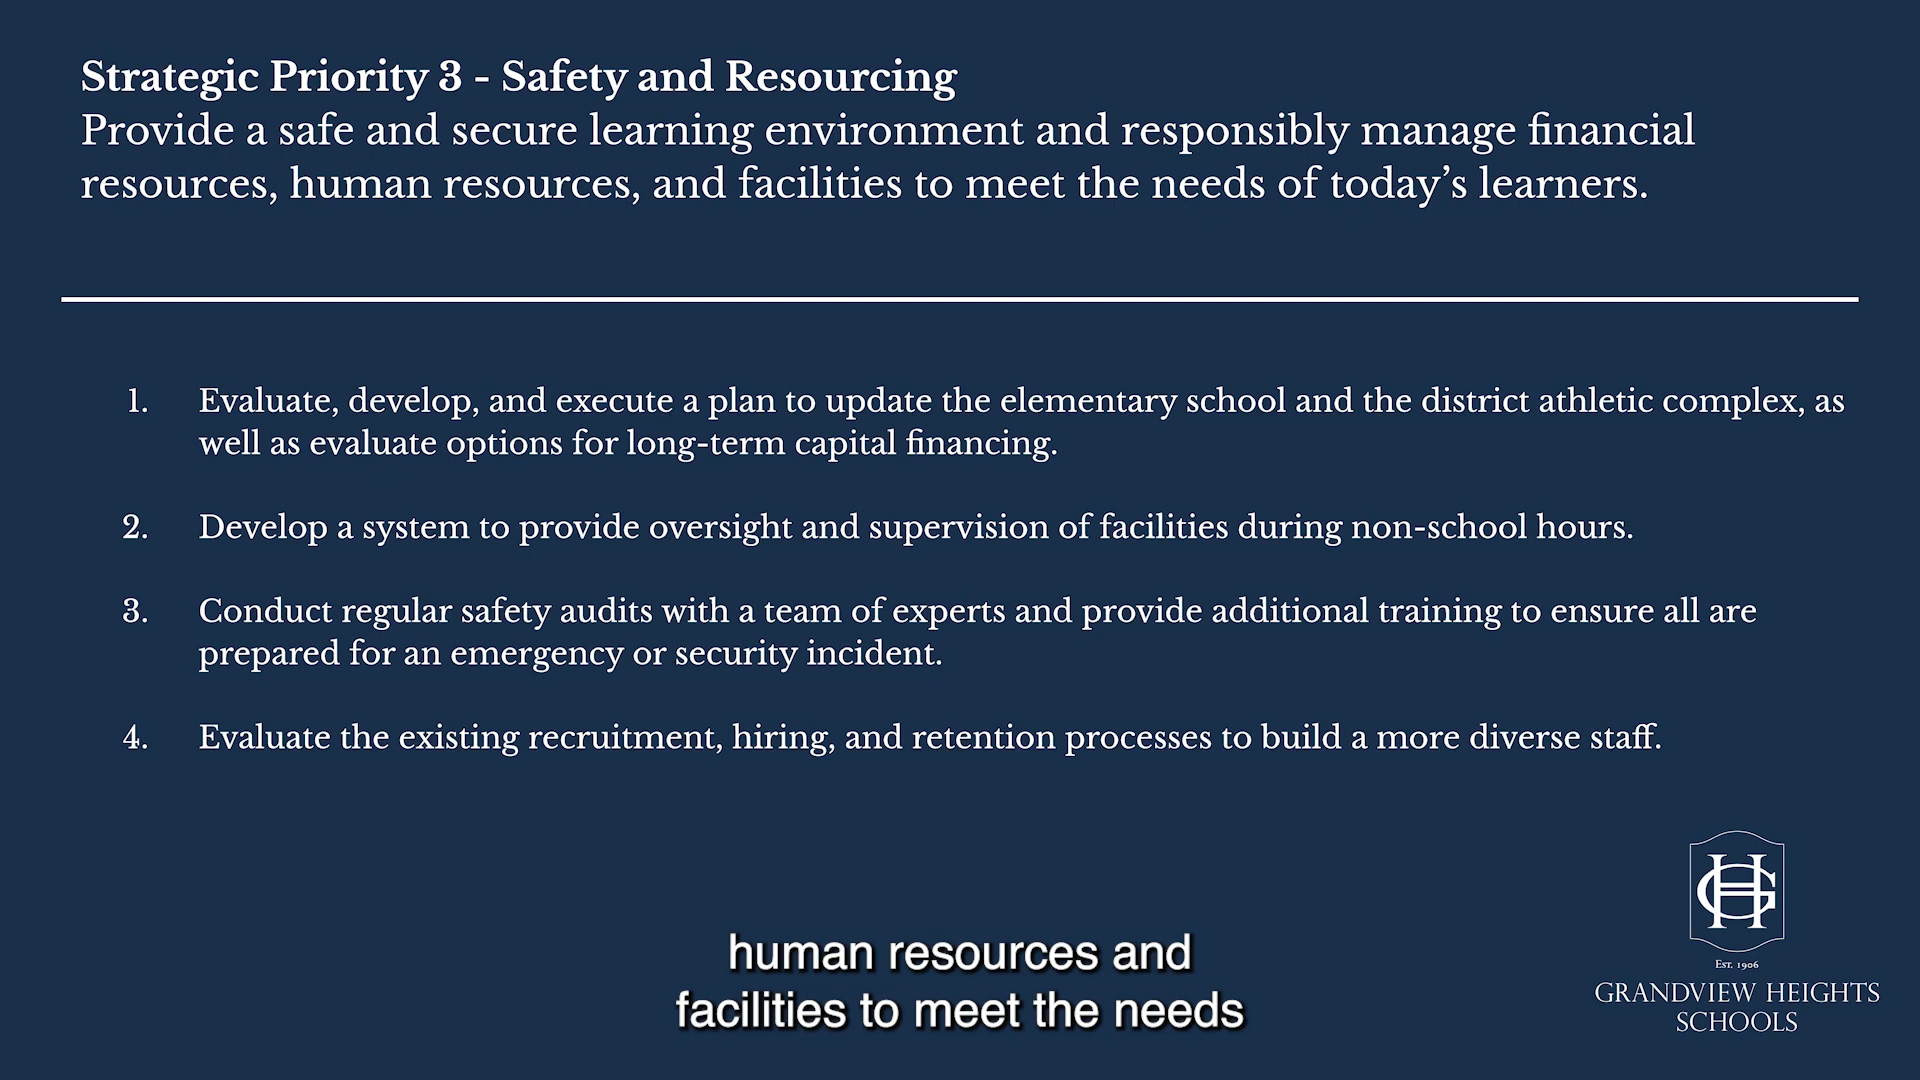 Strategic Priority 3 - Safety and Resourcing
Provide a safe and secure learning environment and responsibly manage financial
resources, human resources, and facilities to meet the needs of today’s learners.
1. Evaluate, develop, and execute a plan to update the elementary school and the district athletic complex, as
well as evaluate options for long-term capital financing.
2. Develop a system to provide oversight and supervision of facilities during non-school hours.
3. Conduct regular safety audits with a team of experts and provide additional training to ensure all are
prepared for an emergency or security incident.
4. Evaluate the existing recruitment, hiring, and retention processes to build a more diverse staff.
human resources and
facilities to meet the needs
GH
Est. 1906
GRANDVIEW HEIGHTS
SCHOOLS